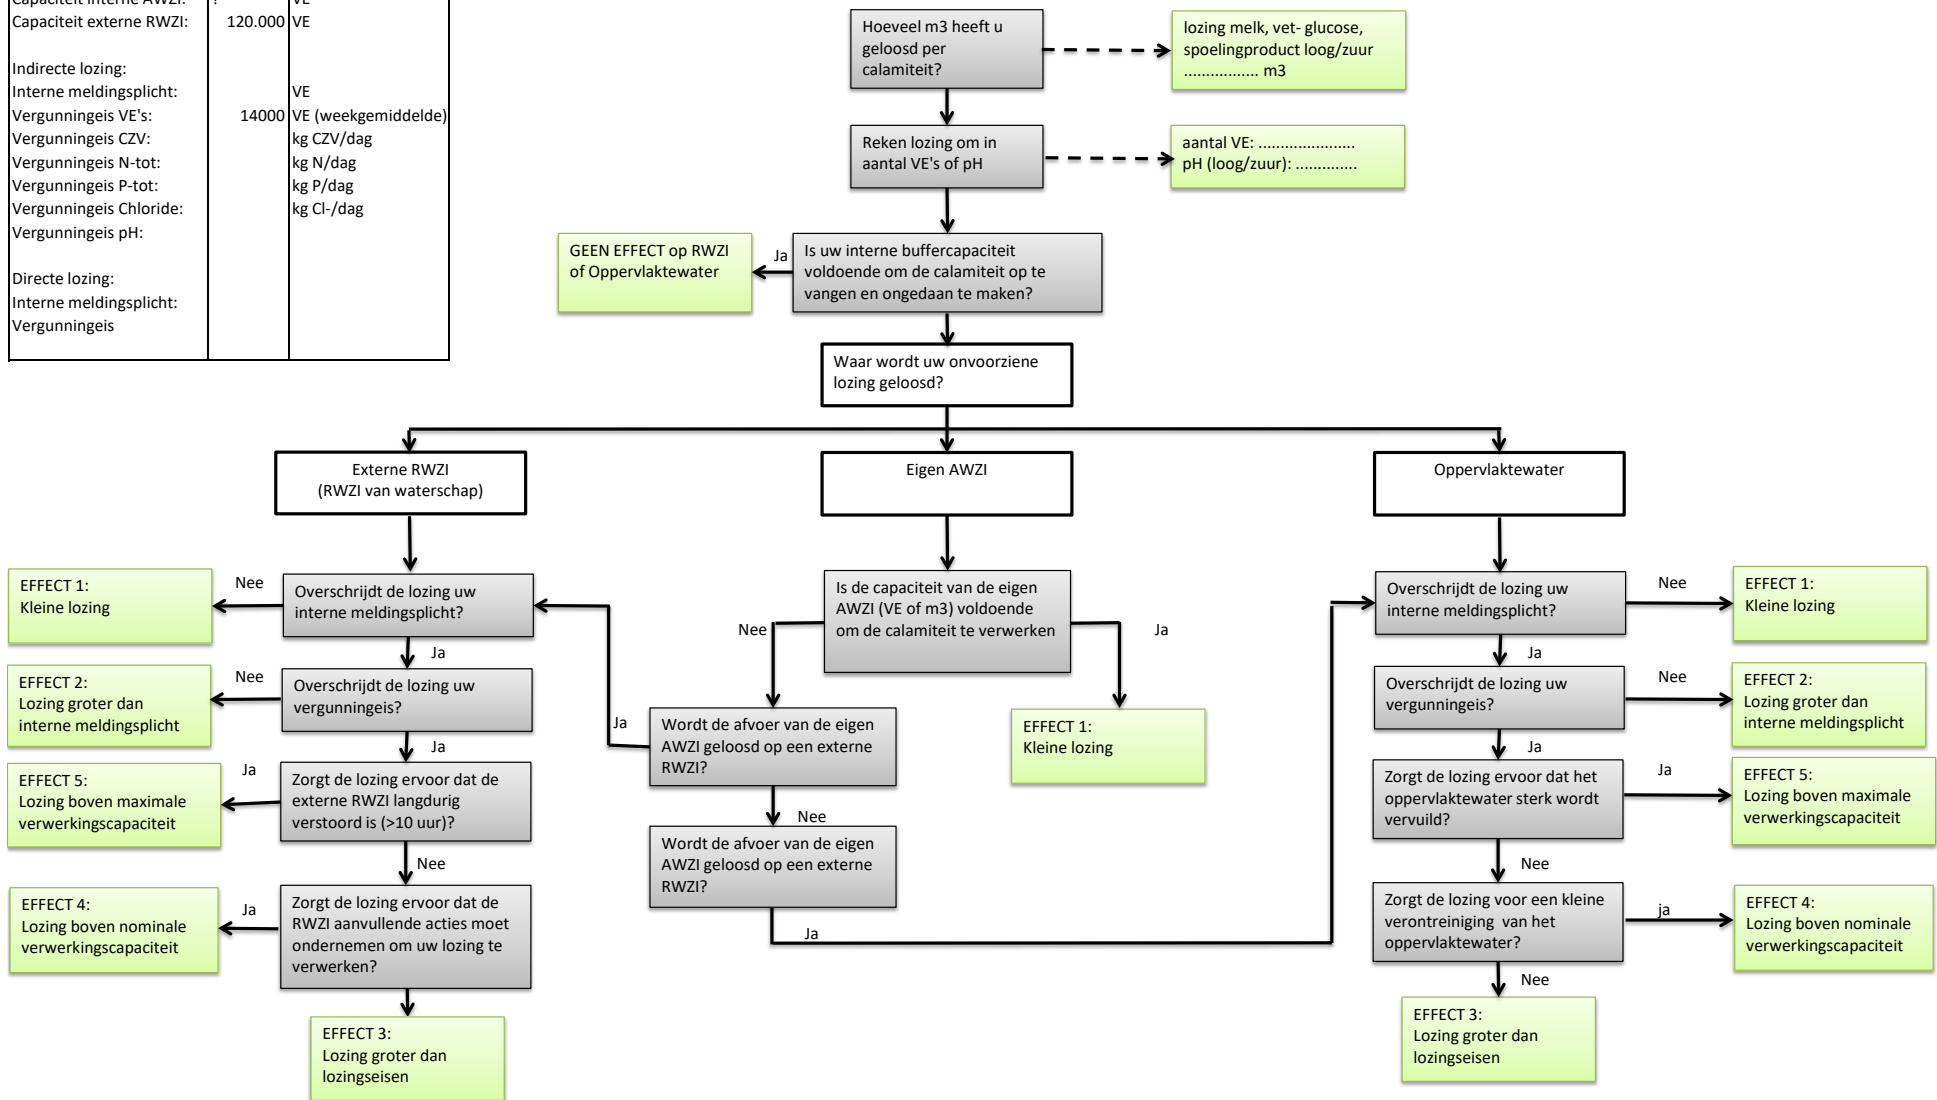 Capaciteit interne AWZI: ? VE
Capaciteit externe RWZI: 120.000 VE
Indirecte lozing:
Interne meldingsplicht: VE
Vergunningeis VE's: 14000 VE (weekgemiddelde)
Vergunningeis CZV: kg CZV/dag
Vergunningeis N-tot: kg N/dag
Vergunningeis P-tot: kg P/dag
Vergunningeis Chloride: kg Cl-/dag
Vergunningeis pH:
Directe lozing:
Interne meldingsplicht:
Vergunningeis
Hoeveel m3 heeft u
geloosd per
calamiteit?
lozing melk, vet- glucose,
spoelingproduct loog/zuur
................. m3
Reken lozing om in
aantal VE's of pH
aantal VE: ......................
pH (loog/zuur): ..............
GEEN EFFECT op RWZI
of Oppervlaktewater
Ja
Is uw interne buffercapaciteit
voldoende om de calamiteit op te
vangen en ongedaan te maken?
Waar wordt uw onvoorziene
lozing geloosd?
Externe RWZI
(RWZI van waterschap)
Eigen AWZI
Oppervlaktewater
EFFECT 1:
Kleine lozing
Nee
Overschrijdt de lozing uw
interne meldingsplicht?
Ja
EFFECT 2:
Lozing groter dan
interne meldingsplicht
Nee
Overschrijdt de lozing uw
vergunningeis?
Ja
EFFECT 5:
Lozing boven maximale
verwerkingscapaciteit
Ja
Zorgt de lozing ervoor dat de
externe RWZI langdurig
verstoord is (>10 uur)?
Nee
EFFECT 4:
Lozing boven nominale
verwerkingscapaciteit
Ja
Zorgt de lozing ervoor dat de
RWZI aanvullende acties moet
ondernemen om uw lozing te
verwerken?
EFFECT 3:
Lozing groter dan
lozingseisen
Is de capaciteit van de eigen
AWZI (VE of m3) voldoende
om de calamiteit te verwerken
Nee
Ja
EFFECT 1:
Kleine lozing
Ja
Wordt de afvoer van de eigen
AWZI geloosd op een externe
RWZI?
Nee
Wordt de afvoer van de eigen
AWZI geloosd op een externe
RWZI?
Ja
Overschrijdt de lozing uw
interne meldingsplicht?
Nee
EFFECT 1:
Kleine lozing
Ja
Overschrijdt de lozing uw
vergunningeis?
Nee
EFFECT 2:
Lozing groter dan
interne meldingsplicht
Ja
Zorgt de lozing ervoor dat het
oppervlaktewater sterk wordt
vervuild?
Ja
EFFECT 5:
Lozing boven maximale
verwerkingscapaciteit
Nee
Zorgt de lozing voor een kleine
verontreiniging van het
oppervlaktewater?
ja
EFFECT 4:
Lozing boven nominale
verwerkingscapaciteit
Nee
EFFECT 3:
Lozing groter dan
lozingseisen